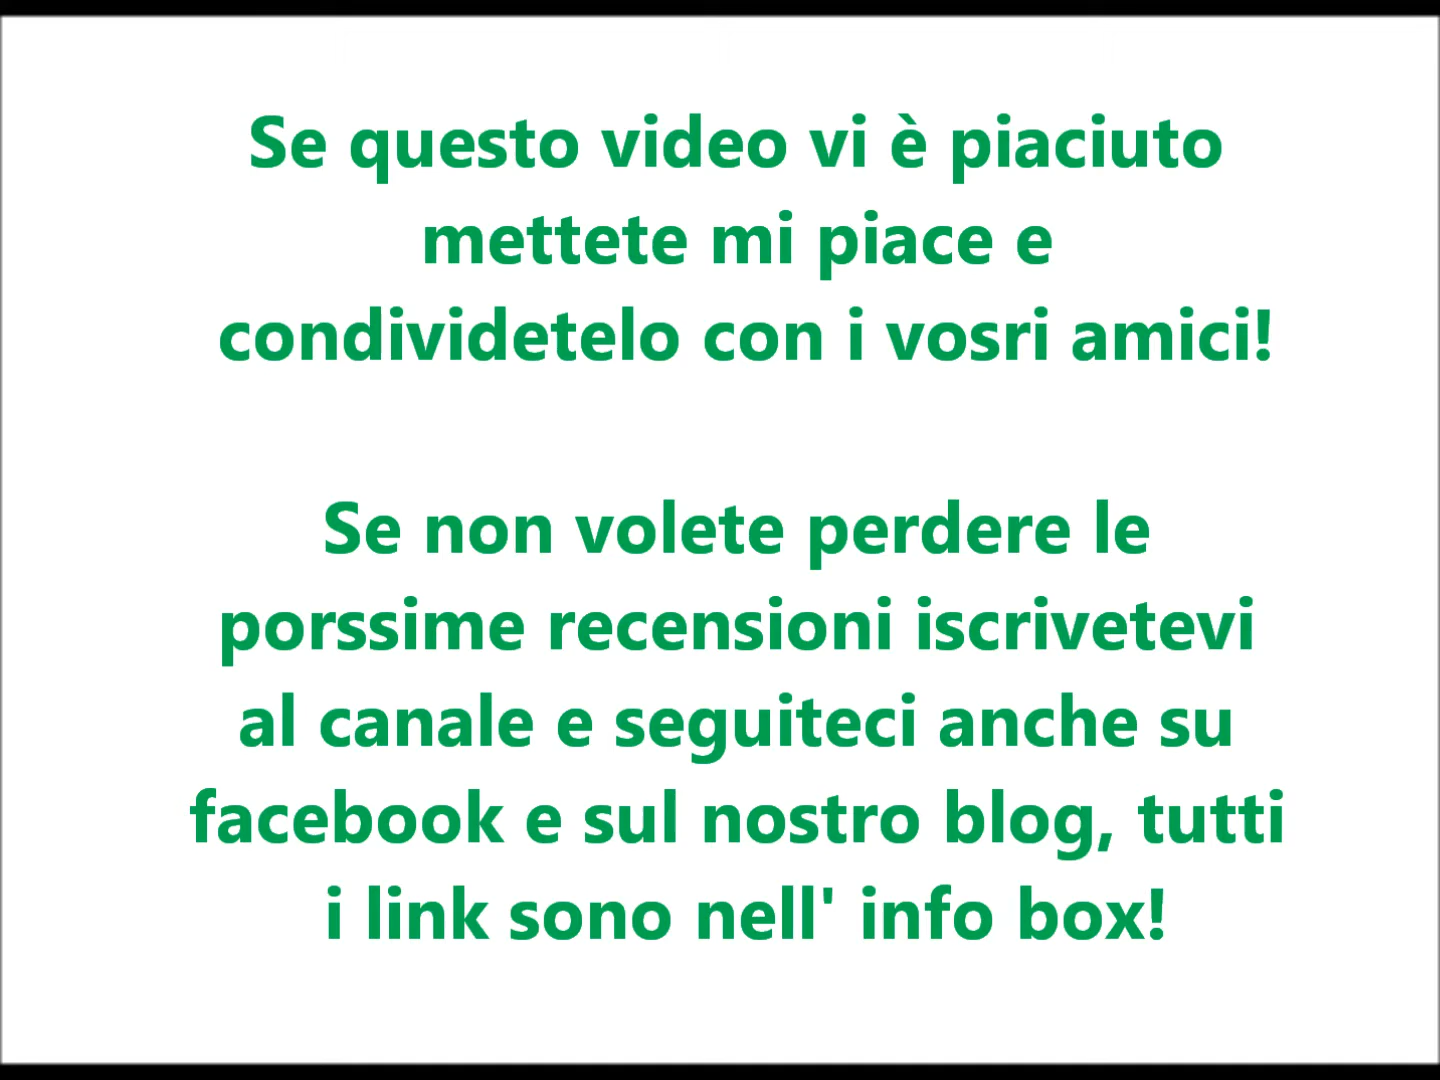 Se questo video vi è piaciuto
mettete mi piace e
condividetelo con i vosri amici!
Se non volete perdere le
porssime recensioni iscrivetevi
al canale e seguiteci anche su
facebook e sul nostro blog, tutti
i link sono nell' info box!